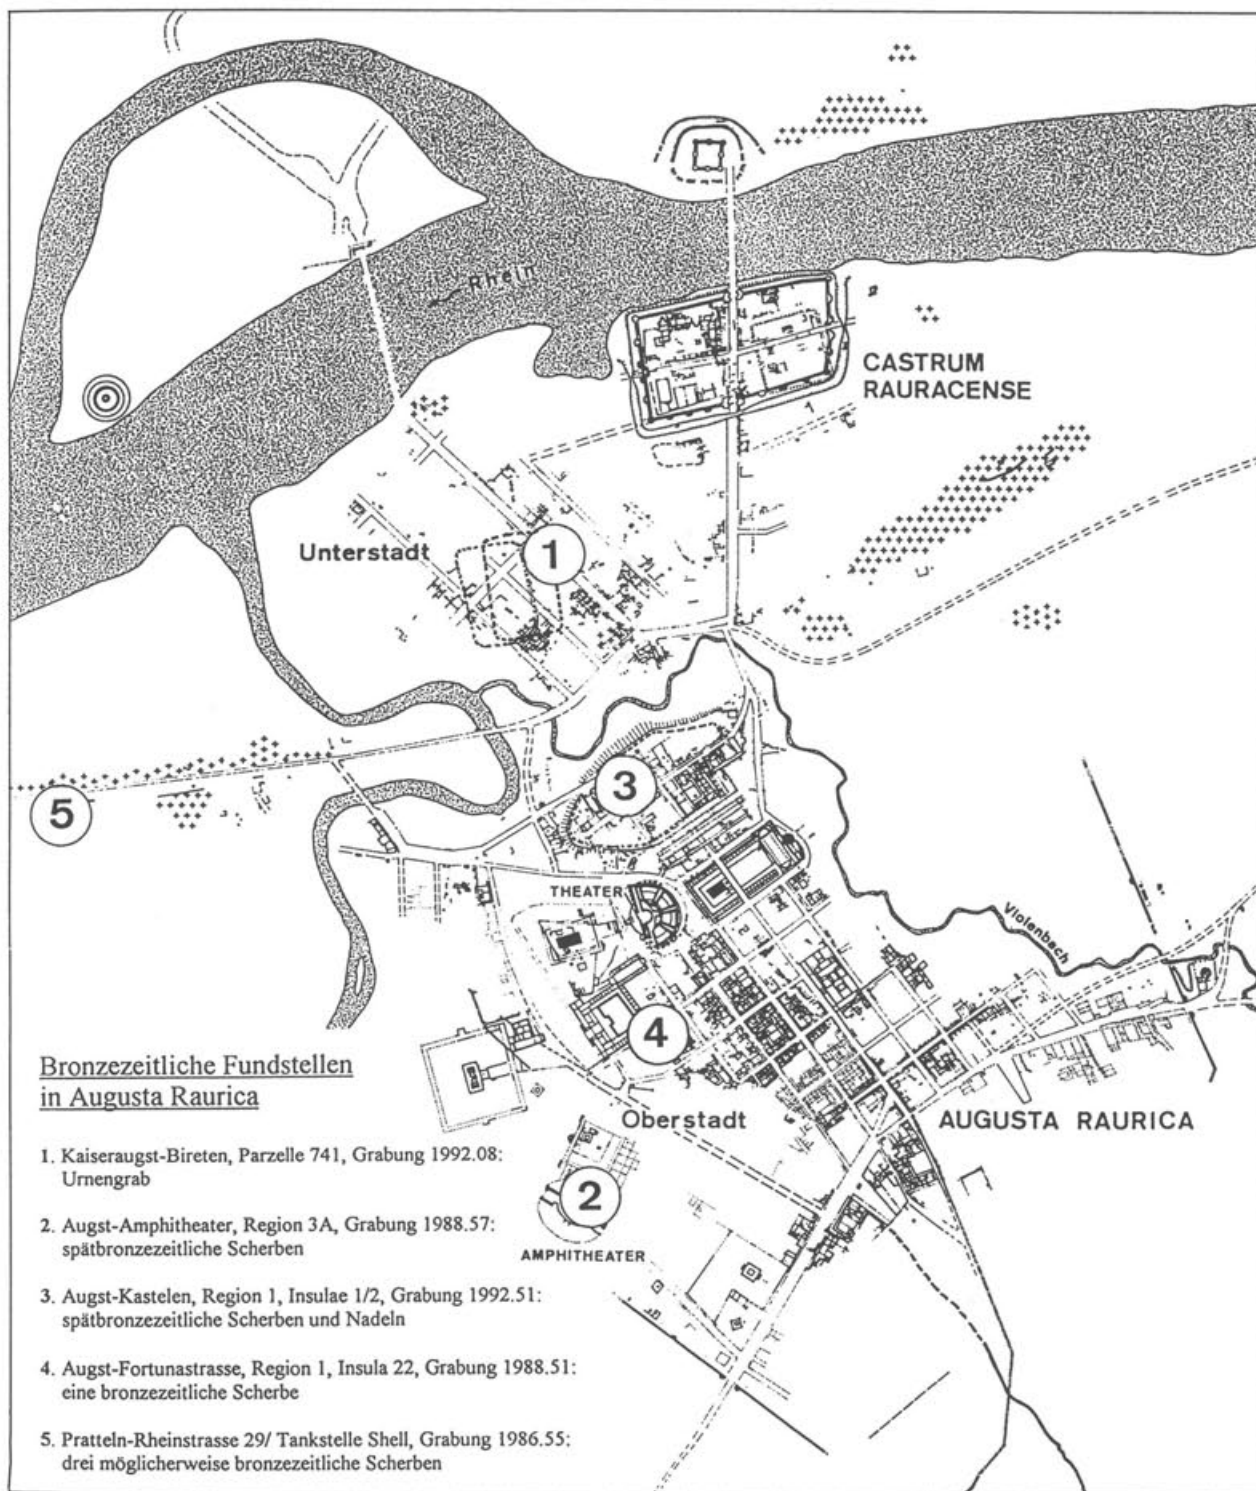 Rhein
CASTRUM
RAURACENSE
Unterstadt
1
3
5
THEATER
Violenbach
4
Oberstadt
AUGUSTA RAURICA
2
AMPHITHEATER
Bronzezeitliche Fundstellen
in Augusta Raurica
1. Kaiseraugst-Bireten, Parzelle 741, Grabung 1992.08:
Urnengrab
2. Augst-Amphitheater, Region 3A, Grabung 1988.57:
spätbronzezeitliche Scherben
3. Augst-Kastelen, Region 1, Insulae 1/2, Grabung 1992.51:
spätbronzezeitliche Scherben und Nadeln
4. Augst-Fortunastrasse, Region 1, Insula 22, Grabung 1988.51:
eine bronzezeitliche Scherbe
5. Pratteln-Rheinstrasse 29/ Tankstelle Shell, Grabung 1986.55:
drei möglicherweise bronzezeitliche Scherben